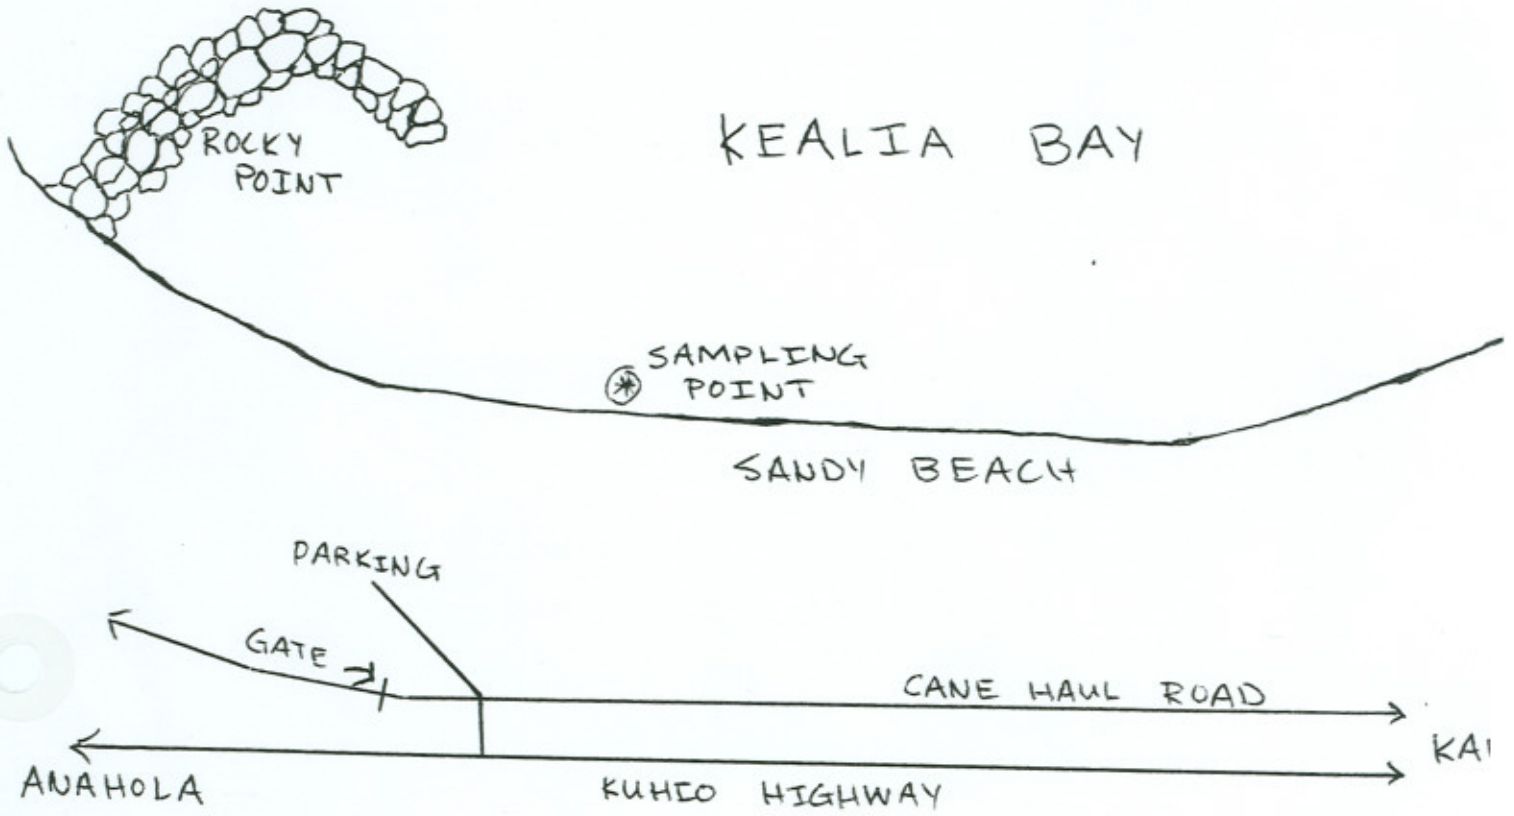 ROCKY
POINT
KEALIA BAY
SAMPLING
POINT
SANDY BEACH
PARKING
GATE
CANE HAUL ROAD
ANAHOLA
KUHIO HIGHWAY